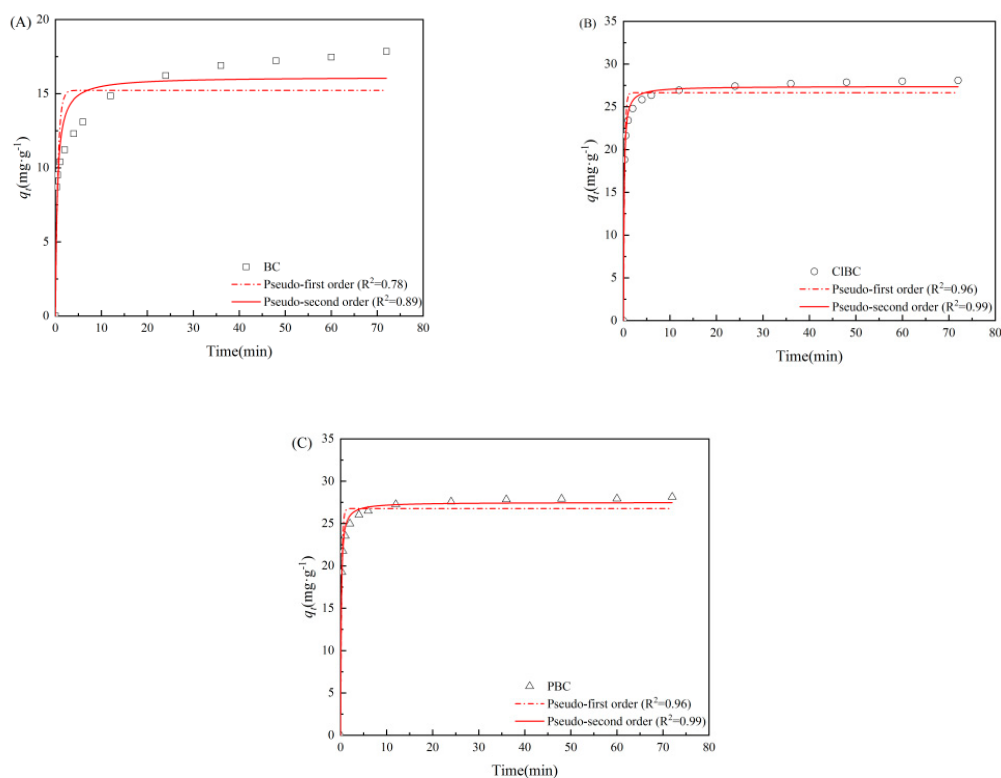 (A)
20
15
10
5
0
qt(mg·g-1)
BC
Pseudo-first order (R2=0.78)
Pseudo-second order (R2=0.89)
0 10 20 30 40 50 60 70 80
Time(min)
(B)
35
30
25
20
15
10
5
0
qt(mg·g-1)
ClBC
Pseudo-first order (R2=0.96)
Pseudo-second order (R2=0.99)
0 10 20 30 40 50 60 70 80
Time(min)
(C)
35
30
25
20
15
10
5
0
qt(mg·g-1)
PBC
Pseudo-first order (R2=0.96)
Pseudo-second order (R2=0.99)
0 10 20 30 40 50 60 70 80
Time(min)